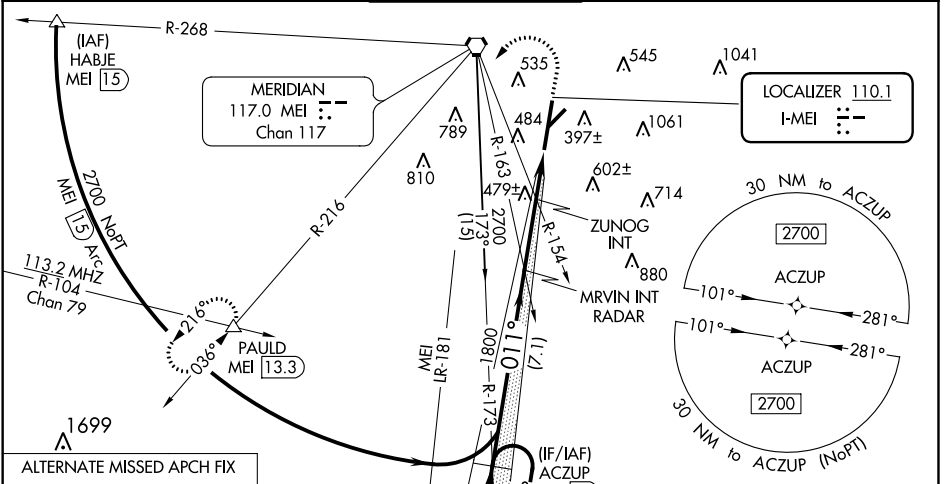 R-268
(IAF)
HABJE
MEI 15
MERIDIAN
117.0 MEI
Chan 117
535
545
1041
LOCALIZER 110.1
I-MEI
789
484
397±
1061
810
R-163
479±
602±
714
2700 NoPT
MEI 15 Arc
R-216
2700
173°
(15)
ZUNOG
INT
R-154
880
MRVIN INT
RADAR
30 NM to ACZUP
2700
ACZUP
101°
281°
101°
281°
ACZUP
2700
30 NM to ACZUP (NoPT)
113.2 MHZ
R-104
Chan 79
216°
036°
PAULD
MEI 13.3
MEI
LR-181
1800
R-173
011°
(7.1)
1699
ALTERNATE MISSED APCH FIX
(IF/IAF)
ACZUP